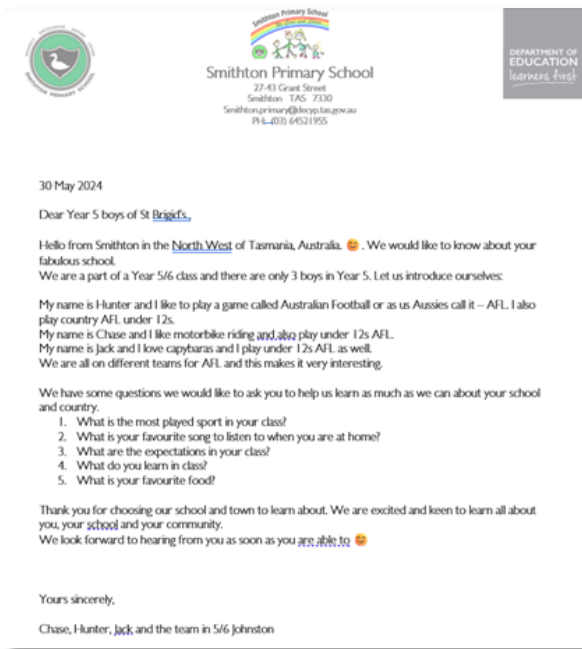 Smithton Primary School
We grow and glow
SMITHTON PRIMARY SCHOOL
Smithton Primary School
27-43 Grant Street
Smithton TAS 7330
Smithton.primary@decyp.tas.gov.au
PH: (03) 64521955
DEPARTMENT OF
EDUCATION
learners first
30 May 2024
Dear Year 5 boys of St Brigid's,
Hello from Smithton in the North West of Tasmania, Australia. 😊 . We would like to know about your
fabulous school.
We are a part of a Year 5/6 class and there are only 3 boys in Year 5. Let us introduce ourselves:
My name is Hunter and I like to play a game called Australian Football or as us Aussies call it – AFL. I also
play country AFL under 12s.
My name is Chase and I like motorbike riding and also play under 12s AFL.
My name is Jack and I love capybaras and I play under 12s AFL as well.
We are all on different teams for AFL and this makes it very interesting.
We have some questions we would like to ask you to help us learn as much as we can about your school
and country.
1. What is the most played sport in your class?
2. What is your favourite song to listen to when you are at home?
3. What are the expectations in your class?
4. What do you learn in class?
5. What is your favourite food?
Thank you for choosing our school and town to learn about. We are excited and keen to learn all about
you, your school and your community.
We look forward to hearing from you as soon as you are able to 😊
Yours sincerely,
Chase, Hunter, Jack and the team in 5/6 Johnston